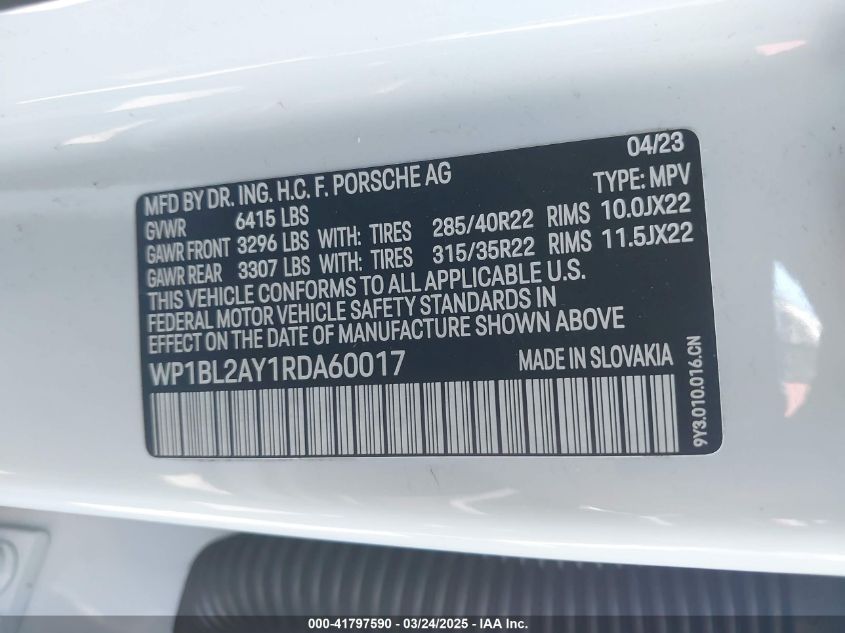 04/23
MFD BY DR. ING. H.C. F. PORSCHE AG TYPE: MPV
GVWR 6415 LBS
GAWR FRONT 3296 LBS WITH: TIRES 285/40R22 RIMS 10.0JX22
GAWR REAR 3307 LBS WITH: TIRES 315/35R22 RIMS 11.5JX22
THIS VEHICLE CONFORMS TO ALL APPLICABLE U.S.
FEDERAL MOTOR VEHICLE SAFETY STANDARDS IN
EFFECT ON THE DATE OF MANUFACTURE SHOWN ABOVE
WP1BL2AY1RDA60017 MADE IN SLOVAKIA
9Y3.010.016.CN
000-41797590 - 03/24/2025 - IAA Inc.